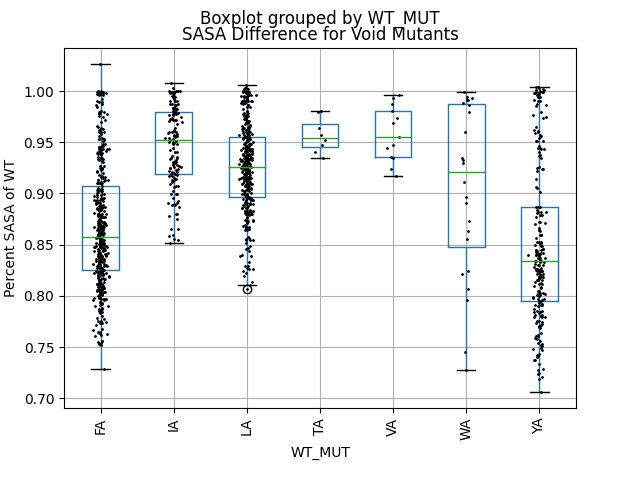 Boxplot grouped by WT_MUT
SASA Difference for Void Mutants
Percent SASA of WT
1.00
0.95
0.90
0.85
0.80
0.75
0.70
FA
IA
LA
TA
VA
WA
YA
WT_MUT